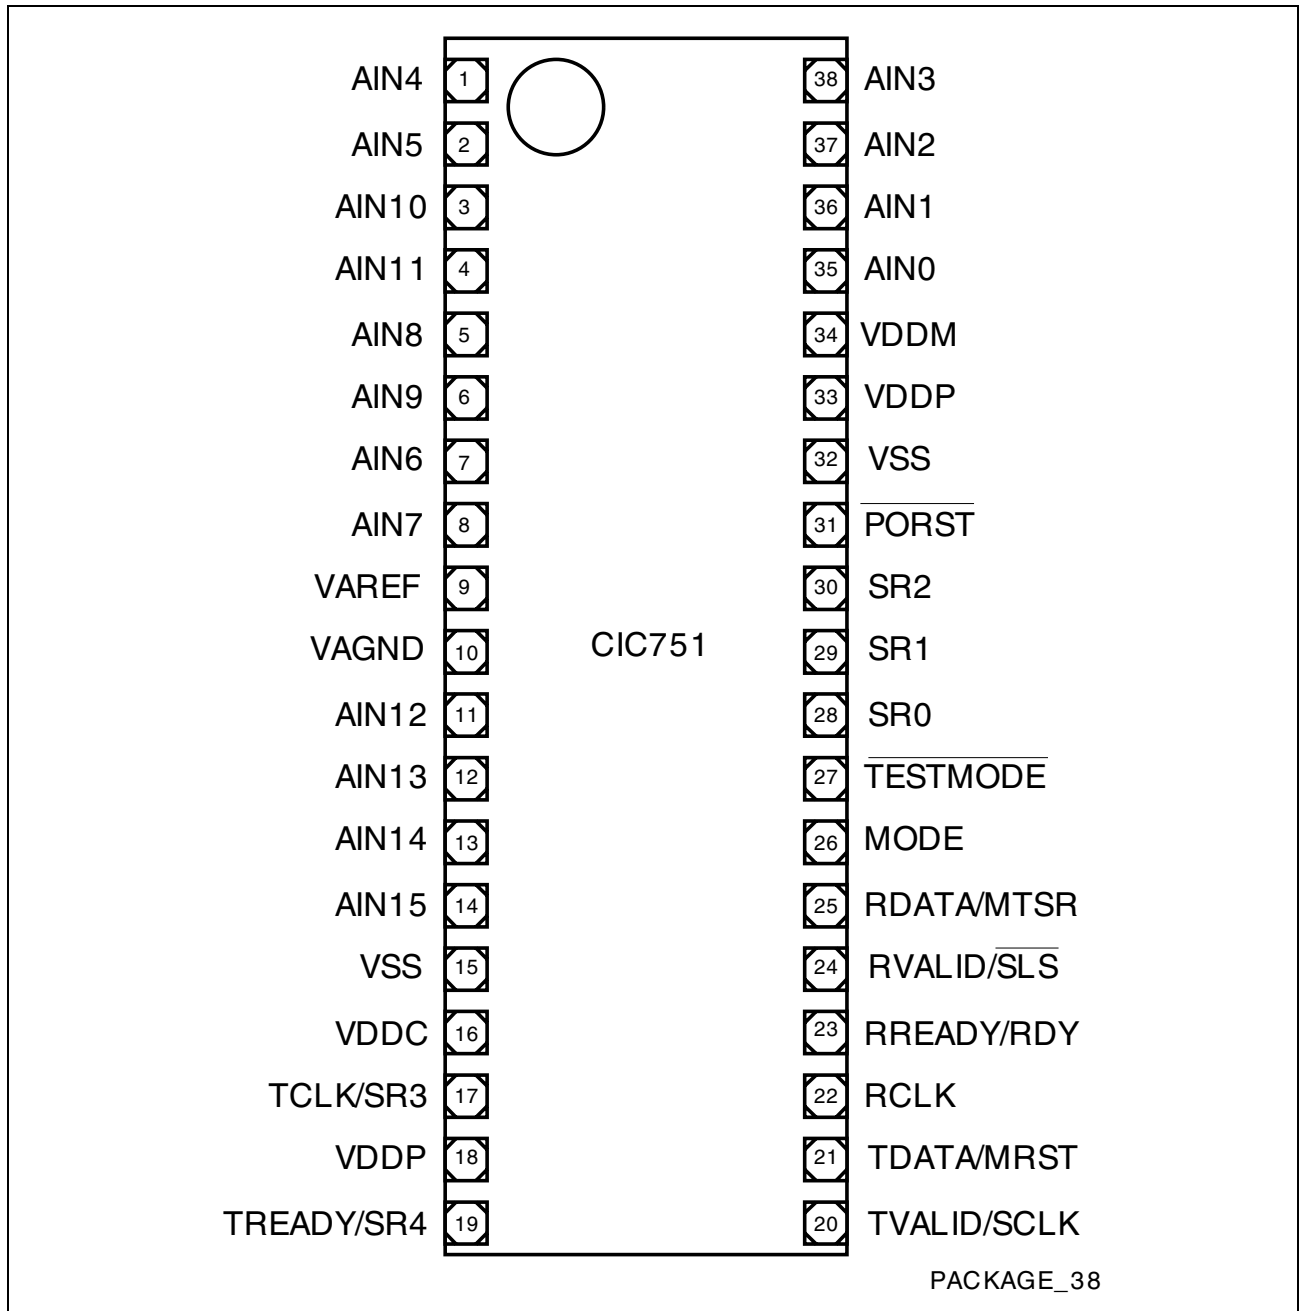 AIN4 1 38 AIN3
AIN5 2 37 AIN2
AIN10 3 36 AIN1
AIN11 4 35 AIN0
AIN8 5 34 VDDM
AIN9 6 33 VDDP
AIN6 7 32 VSS
AIN7 8 31 PORST
VAREF 9 30 SR2
VAGND 10 CIC751 29 SR1
AIN12 11 28 SR0
AIN13 12 27 TESTMODE
AIN14 13 26 MODE
AIN15 14 25 RDATA/MTSR
VSS 15 24 RVALID/SLS
VDDC 16 23 RREADY/RDY
TCLK/SR3 17 22 RCLK
VDDP 18 21 TDATA/MRST
TREADY/SR4 19 20 TVALID/SCLK
PACKAGE_38